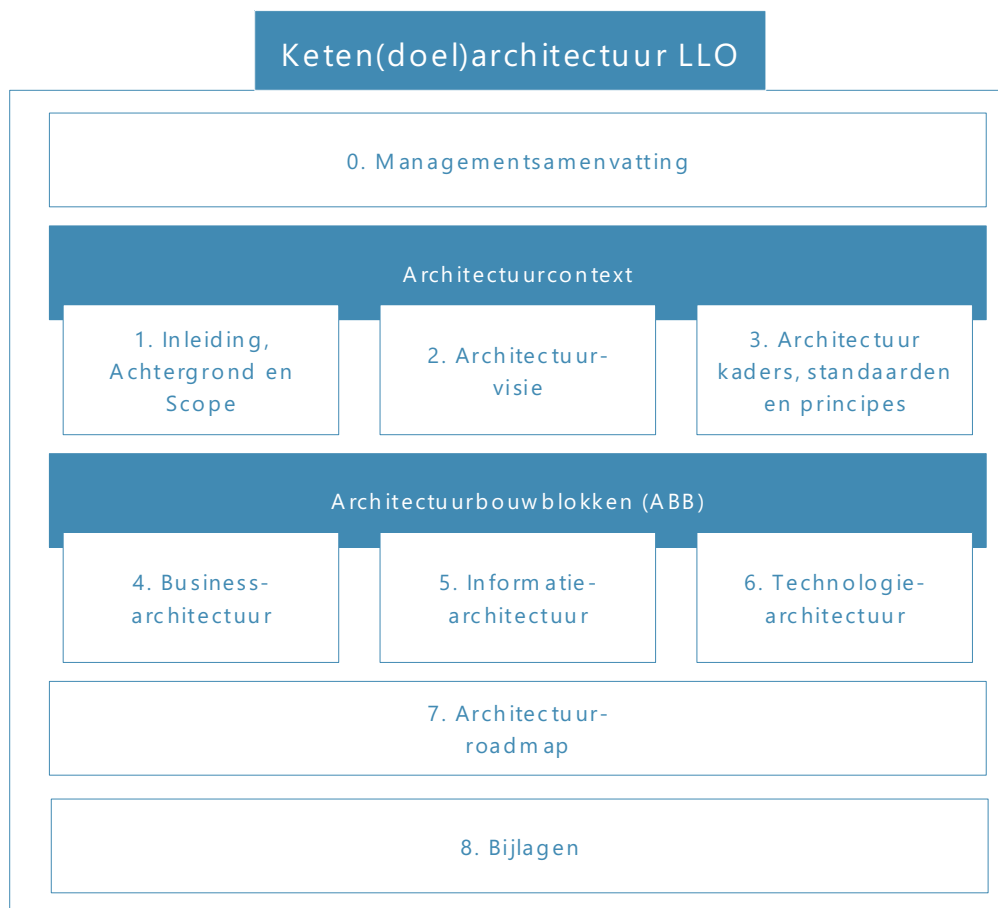 Keten(doel)architectuur LLO
0. Managementsamenvatting
Architectuurcontext
1. Inleiding,
Achtergrond en
Scope
2. Architectuur-
visie
3. Architectuur
kaders, standaarden
en principes
Architectuurbouwblokken (ABB)
4. Business-
architectuur
5. Informatie-
architectuur
6. Technologie-
architectuur
7. Architectuur-
roadmap
8. Bijlagen